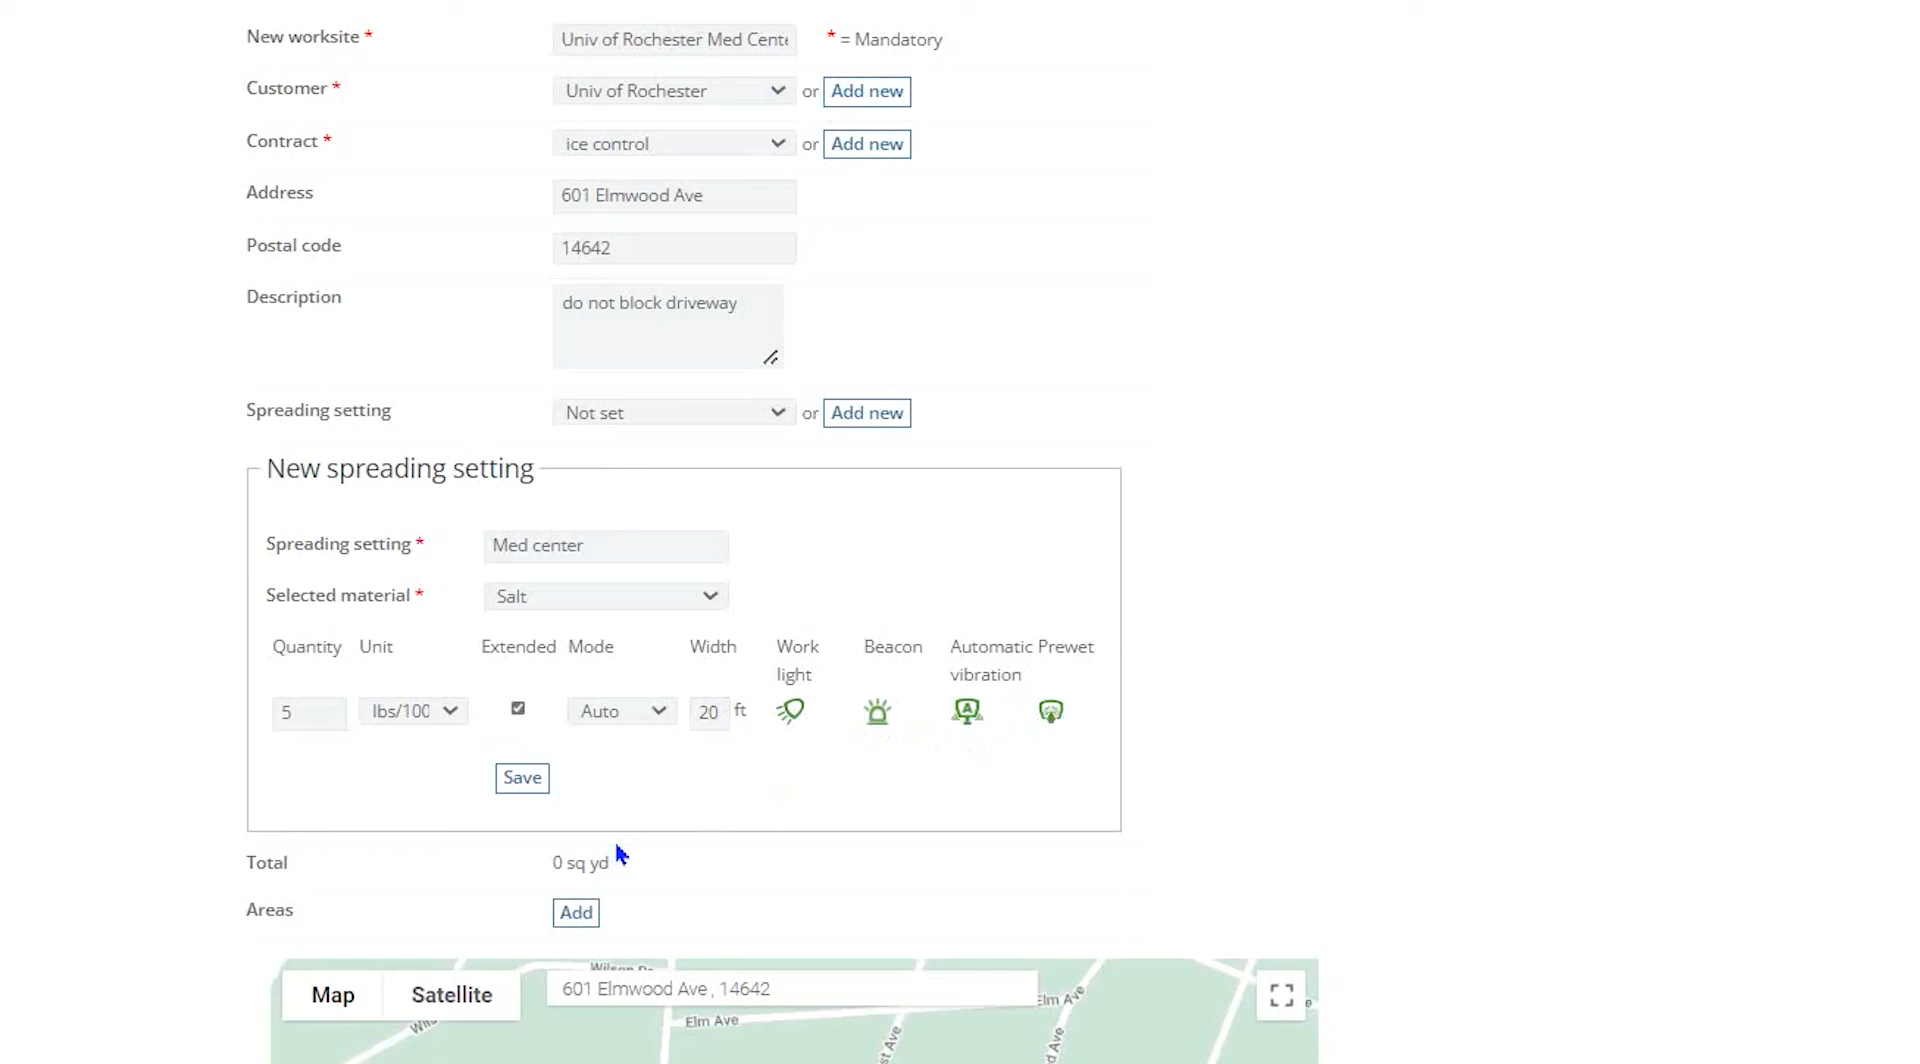 New worksite *
Univ of Rochester Med Cente
* = Mandatory
Customer *
Univ of Rochester
or
Add new
Contract *
ice control
or
Add new
Address
601 Elmwood Ave
Postal code
14642
Description
do not block driveway
Spreading setting
Not set
or
Add new
New spreading setting
Spreading setting *
Med center
Selected material *
Salt
Quantity Unit Extended Mode Width Work light Beacon Automatic vibration Prewet
5 lbs/100 Auto 20 ft
A
Save
Total
0 sq yd
Areas
Add
Map
Satellite
601 Elmwood Ave , 14642
Elm Ave
Elm Ave